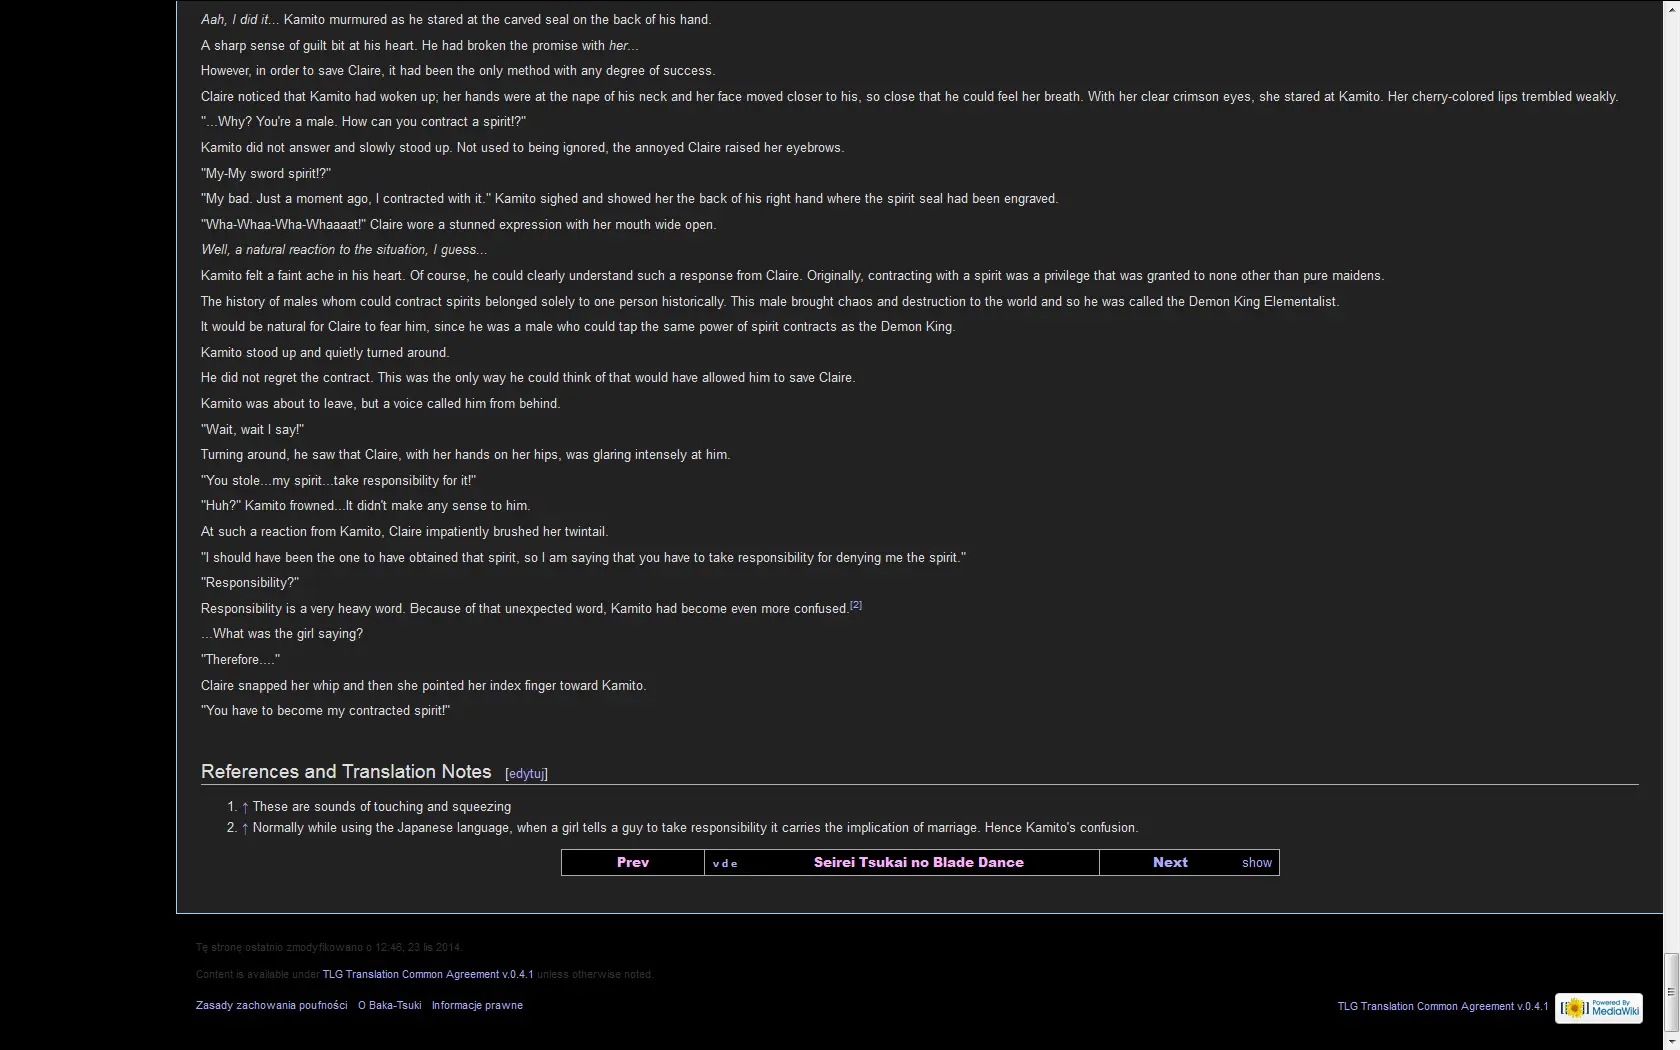 Aah, I did it... Kamito murmured as he stared at the carved seal on the back of his hand.
A sharp sense of guilt bit at his heart. He had broken the promise with her...
However, in order to save Claire, it had been the only method with any degree of success.
Claire noticed that Kamito had woken up; her hands were at the nape of his neck and her face moved closer to his, so close that he could feel her breath. With her clear crimson eyes, she stared at Kamito. Her cherry-colored lips trembled weakly.
"...Why? You're a male. How can you contract a spirit!?"
Kamito did not answer and slowly stood up. Not used to being ignored, the annoyed Claire raised her eyebrows.
"My-My sword spirit!?"
"My bad. Just a moment ago, I contracted with it." Kamito sighed and showed her the back of his right hand where the spirit seal had been engraved.
"Wha-Whaa-Wha-Whaaaat!" Claire wore a stunned expression with her mouth wide open.
Well, a natural reaction to the situation, I guess...
Kamito felt a faint ache in his heart. Of course, he could clearly understand such a response from Claire. Originally, contracting with a spirit was a privilege that was granted to none other than pure maidens.
The history of males whom could contract spirits belonged solely to one person historically. This male brought chaos and destruction to the world and so he was called the Demon King Elementalist.
It would be natural for Claire to fear him, since he was a male who could tap the same power of spirit contracts as the Demon King.
Kamito stood up and quietly turned around.
He did not regret the contract. This was the only way he could think of that would have allowed him to save Claire.
Kamito was about to leave, but a voice called him from behind.
"Wait, wait I say!"
Turning around, he saw that Claire, with her hands on her hips, was glaring intensely at him.
"You stole...my spirit...take responsibility for it!"
"Huh?" Kamito frowned...It didn't make any sense to him.
At such a reaction from Kamito, Claire impatiently brushed her twintail.
"I should have been the one to have obtained that spirit, so I am saying that you have to take responsibility for denying me the spirit."
"Responsibility?"
Responsibility is a very heavy word. Because of that unexpected word, Kamito had become even more confused.[2]
...What was the girl saying?
"Therefore...."
Claire snapped her whip and then she pointed her index finger toward Kamito.
"You have to become my contracted spirit!"
References and Translation Notes [edytuj]
1. ↑ These are sounds of touching and squeezing
2. ↑ Normally while using the Japanese language, when a girl tells a guy to take responsibility it carries the implication of marriage. Hence Kamito's confusion.
Prev v d e Seirei Tsukai no Blade Dance Next show
Tę stronę ostatnio zmodyfikowano o 12:46, 23 lis 2014.
Content is available under TLG Translation Common Agreement v.0.4.1 unless otherwise noted.
Zasady zachowania poufności O Baka-Tsuki Informacje prawne
TLG Translation Common Agreement v.0.4.1
Powered By
MediaWiki